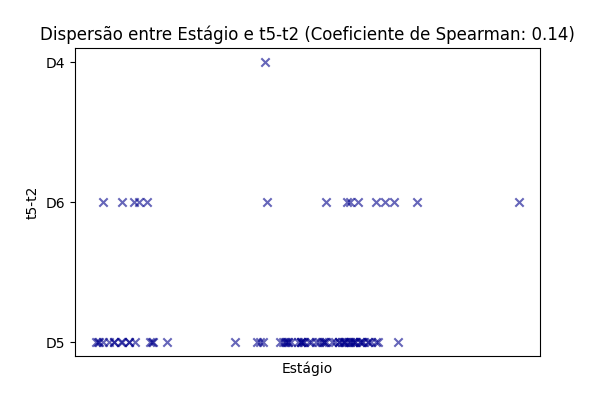 Dispersão entre Estágio e t5-t2 (Coeficiente de Spearman: 0.14)
D4
D6
D5
t5-t2
Estágio